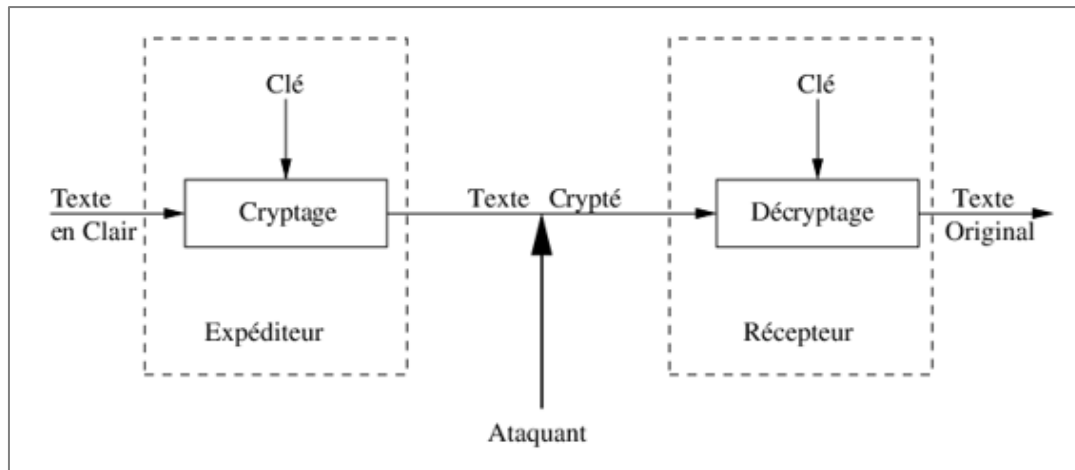 Clé
Clé
Texte
en Clair
Cryptage
Texte Crypté
Décryptage
Texte
Original
Expéditeur
Récepteur
Ataquant